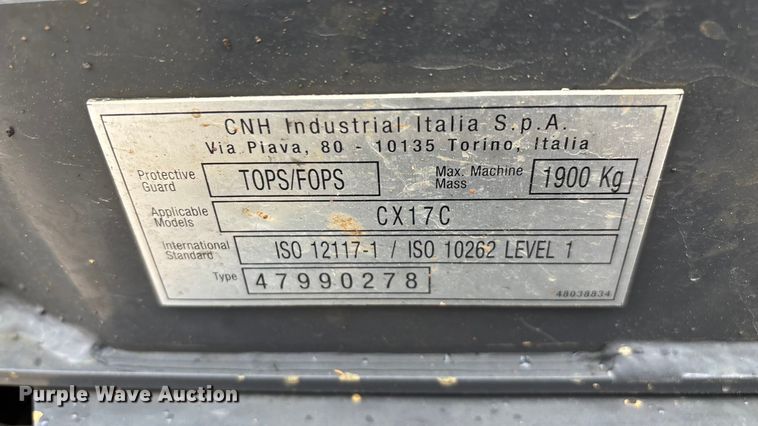 CNH Industrial Italia S.p.A.
Via Piava, 80 - 10135 Torino, Italia
Protective Guard TOPS/FOPS Max. Machine Mass 1900 Kg
Applicable Models CX17C
International Standard ISO 12117-1 / ISO 10262 LEVEL 1
Type 47990278
48038834
Purple Wave Auction